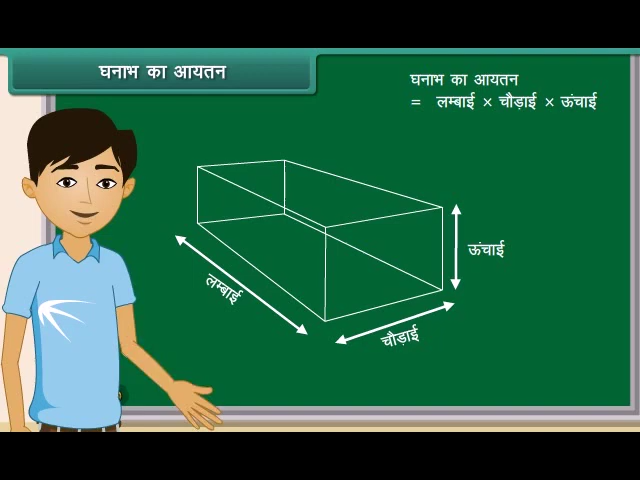 घनाभ का आयतन
घनाभ का आयतन
= लम्बाई × चौड़ाई × ऊंचाई
ऊंचाई
लम्बाई
चौड़ाई